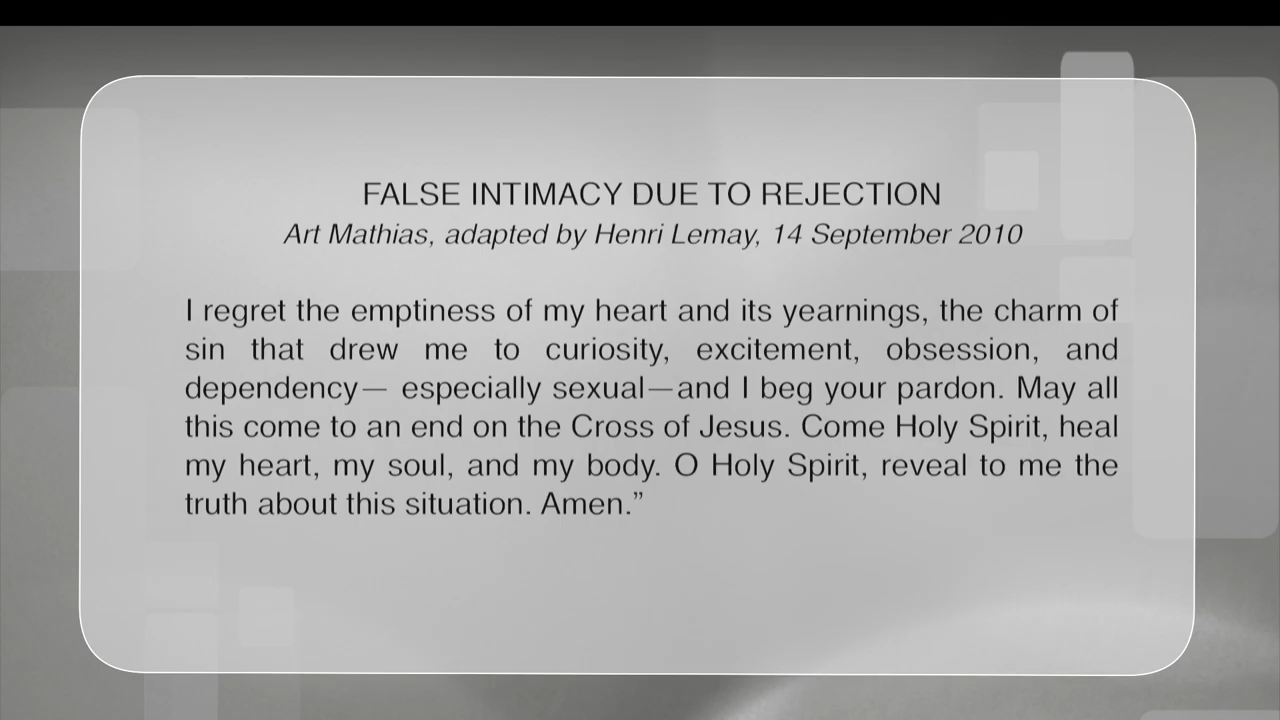 FALSE INTIMACY DUE TO REJECTION
Art Mathias, adapted by Henri Lemay, 14 September 2010
I regret the emptiness of my heart and its yearnings, the charm of
sin that drew me to curiosity, excitement, obsession, and
dependency— especially sexual—and I beg your pardon. May all
this come to an end on the Cross of Jesus. Come Holy Spirit, heal
my heart, my soul, and my body. O Holy Spirit, reveal to me the
truth about this situation. Amen.”